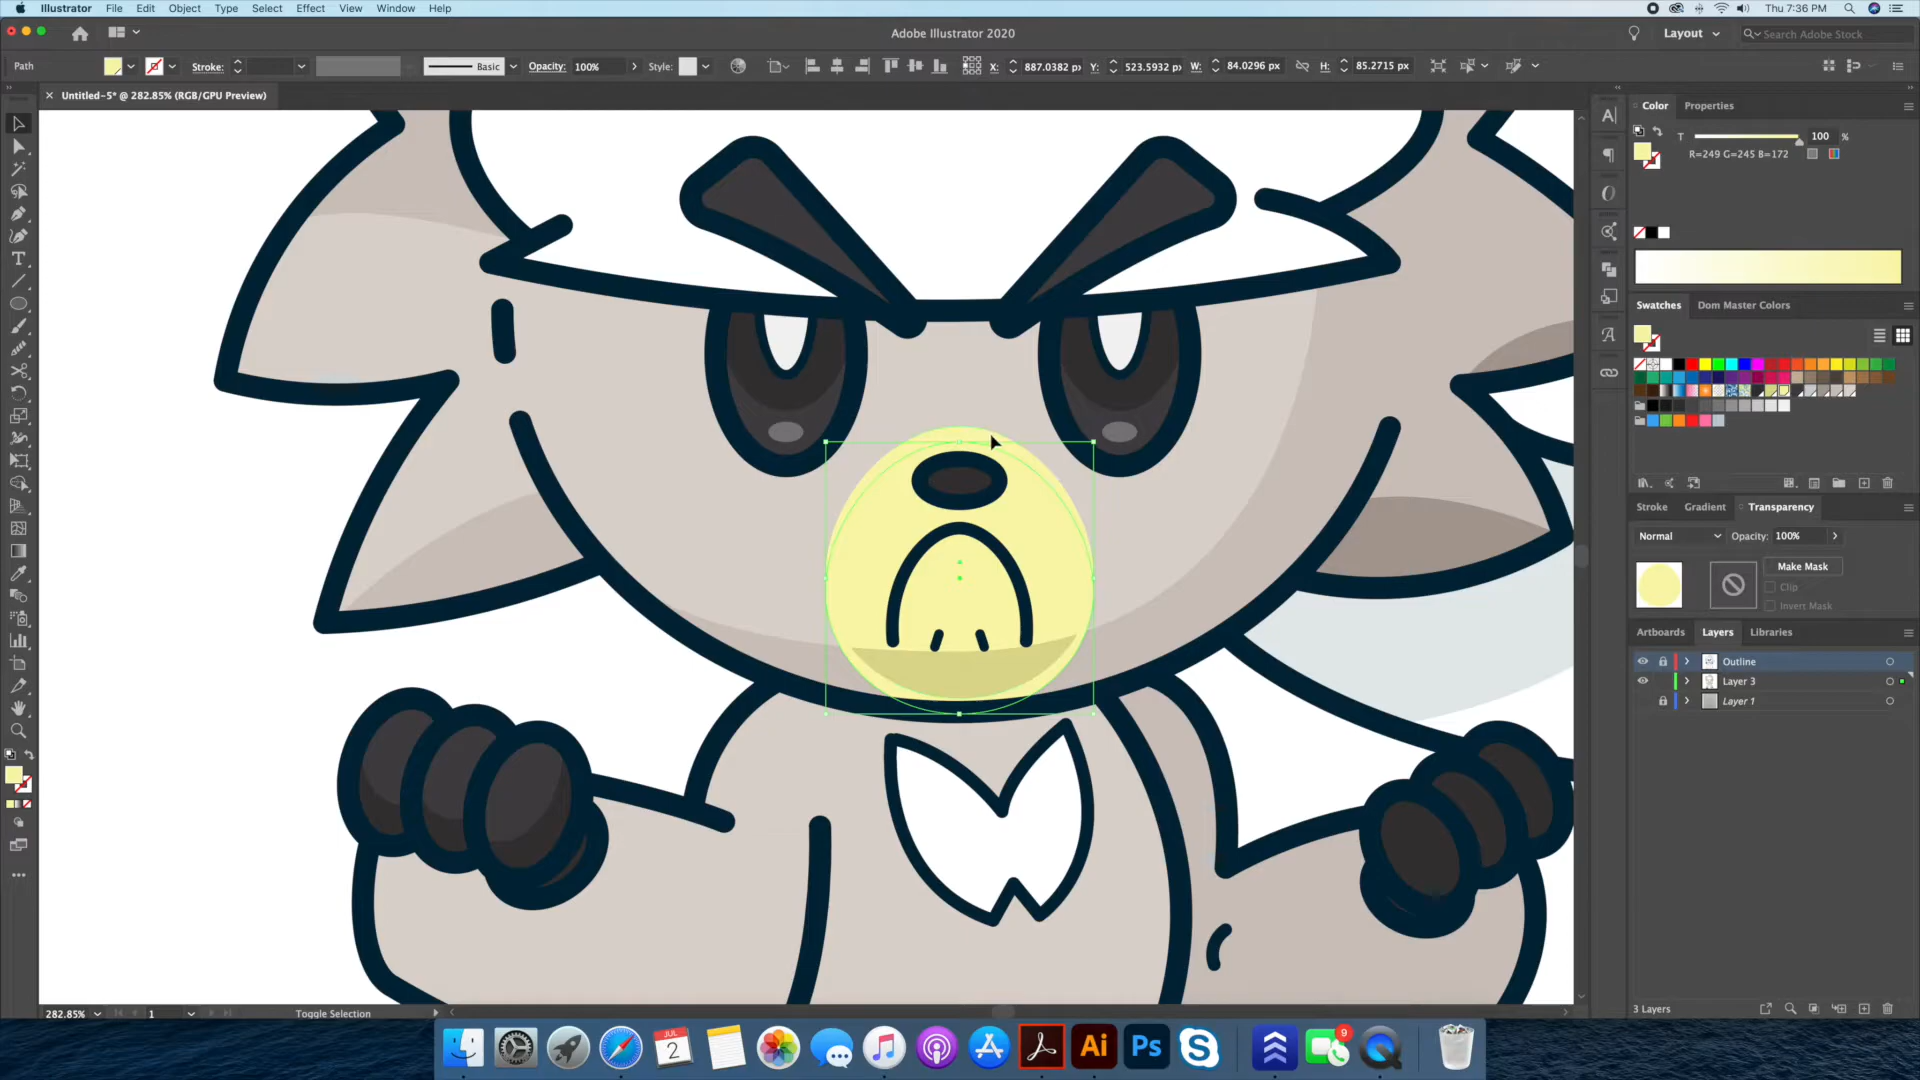 Illustrator File Edit Object Type Select Effect View Window Help Thu 7:36 PM
Adobe Illustrator 2020 Layout Search Adobe Stock
Path Stroke: Basic Opacity: 100% Style: X: 887.0382 px Y: 523.5932 px W: 84.0296 px H: 85.2715 px
Untitled-5* @ 282.85% (RGB/GPU Preview)
Color Properties
T 100 %
R=249 G=245 B=172
Swatches Dom Master Colors
Stroke Gradient Transparency
Normal Opacity: 100%
Make Mask
Clip
Invert Mask
Artboards Layers Libraries
Outline
Layer 3
Layer 1
3 Layers
282.85% 1 Toggle Selection
JUL
2
Ai Ps
9